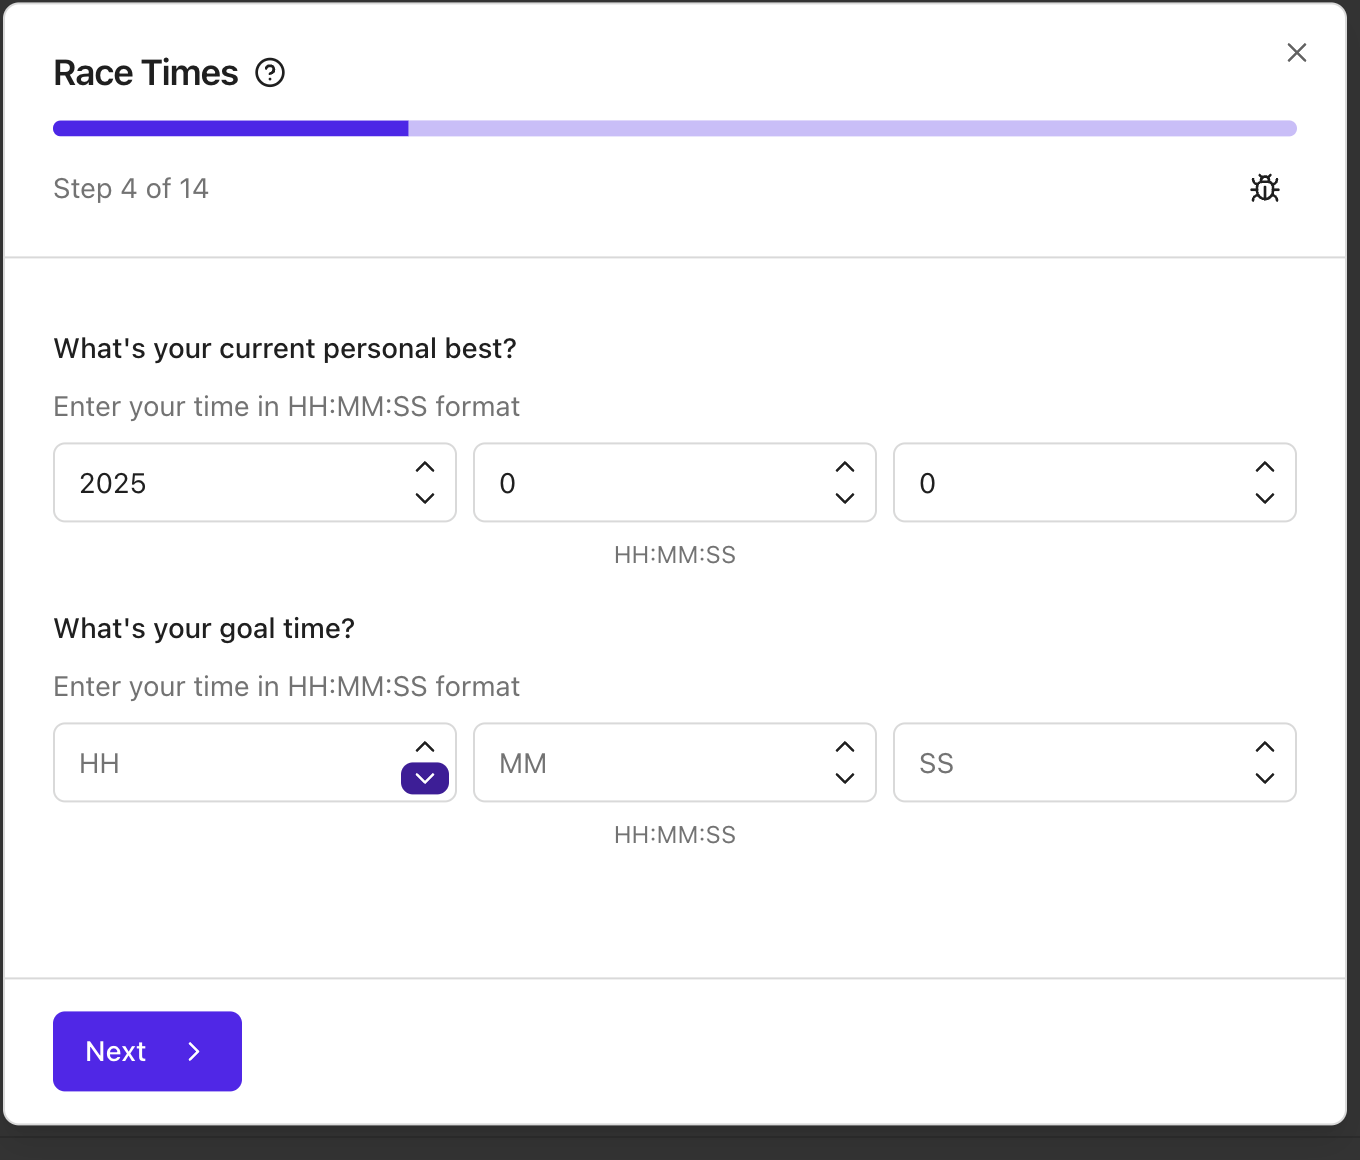 Race Times
Step 4 of 14
What's your current personal best?
Enter your time in HH:MM:SS format
2025 0 0
HH:MM:SS
What's your goal time?
Enter your time in HH:MM:SS format
HH MM SS
HH:MM:SS
Next